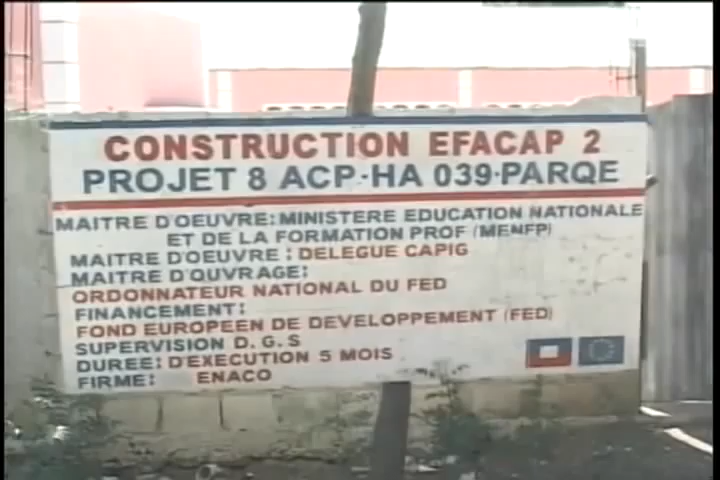 CONSTRUCTION EFACAP 2
PROJET 8 ACP-HA 039-PARQE
MAITRE D'OEUVRE: MINISTERE EDUCATION NATIONALE
ET DE LA FORMATION PROF (MENFP)
MAITRE D'OEUVRE : DELEGUE CAPIG
MAITRE D'OUVRAGE:
ORDONNATEUR NATIONAL DU FED
FINANCEMENT:
FOND EUROPEEN DE DEVELOPPEMENT (FED)
SUPERVISION D.G.S
DUREE: D'EXECUTION 5 MOIS
FIRME: ENACO